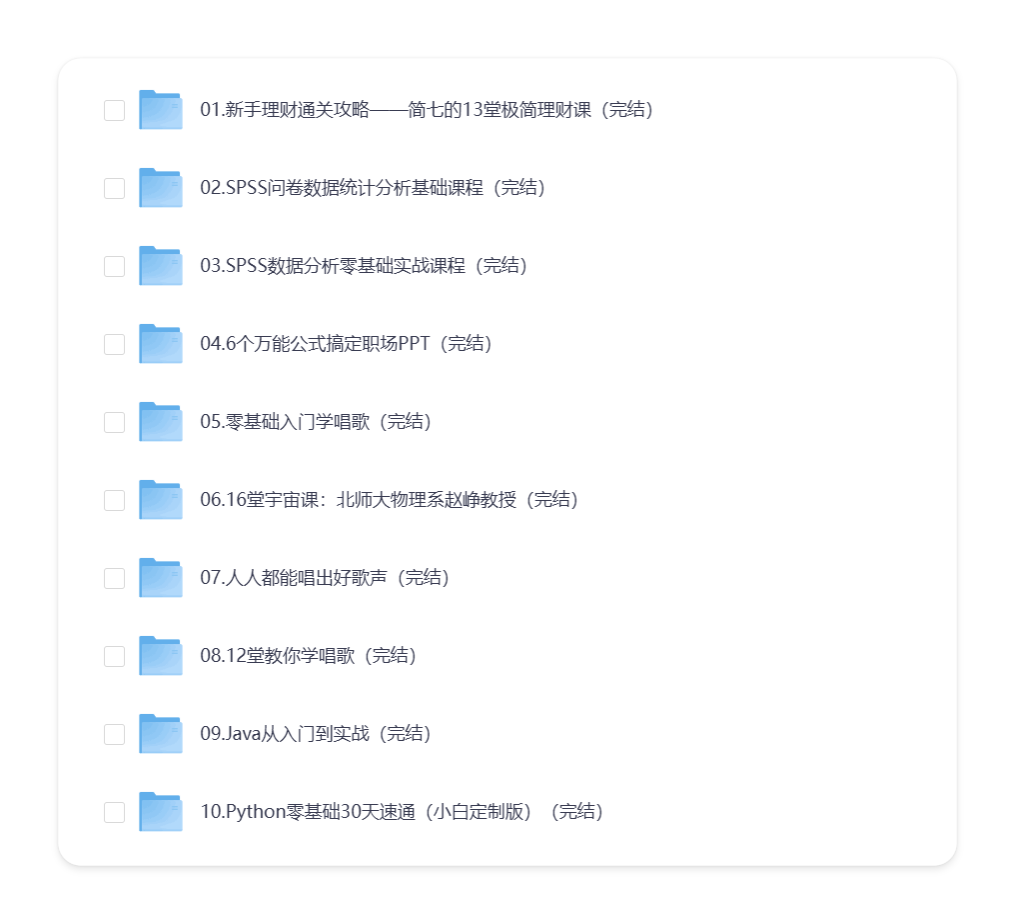 01.新手理财通关攻略——简七的13堂极简理财课（完结）
02.SPSS问卷数据统计分析基础课程（完结）
03.SPSS数据分析零基础实战课程（完结）
04.6个万能公式搞定职场PPT（完结）
05.零基础入门学唱歌（完结）
06.16堂宇宙课：北师大物理系赵峥教授（完结）
07.人人都能唱出好歌声（完结）
08.12堂教你学唱歌（完结）
09.Java从入门到实战（完结）
10.Python零基础30天速通（小白定制版）（完结）